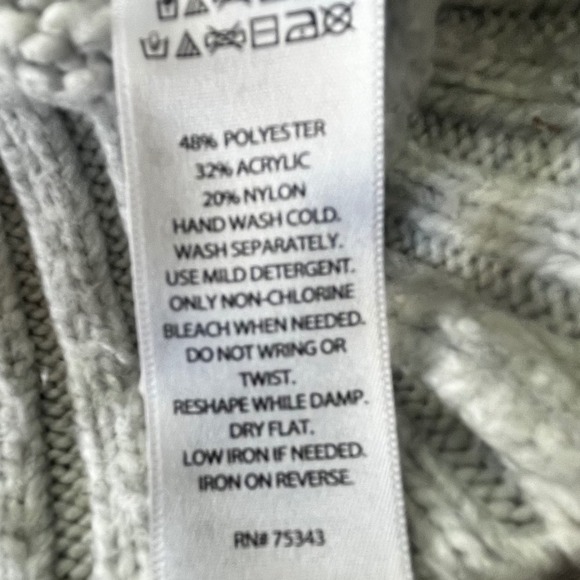 48% POLYESTER
32% ACRYLIC
20% NYLON
HAND WASH COLD.
WASH SEPARATELY.
USE MILD DETERGENT.
ONLY NON-CHLORINE
BLEACH WHEN NEEDED.
DO NOT WRING OR
TWIST.
RESHAPE WHILE DAMP.
DRY FLAT.
LOW IRON IF NEEDED.
IRON ON REVERSE.
RN# 75343